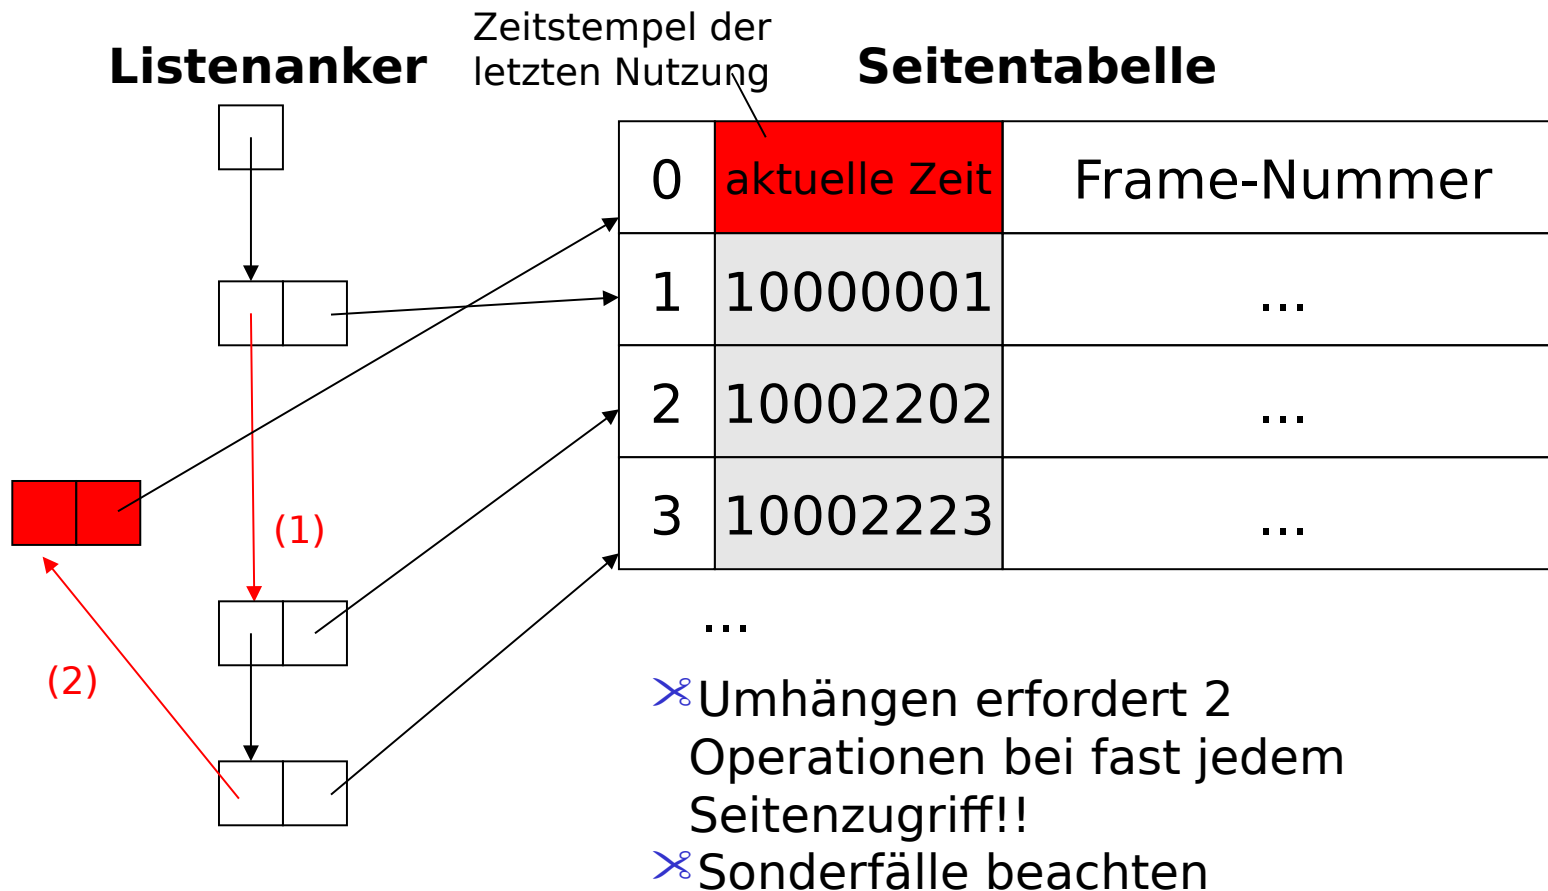 Zeitstempel der
letzten Nutzung
Listenanker
Seitentabelle
0 aktuelle Zeit Frame-Nummer
1 10000001 ...
2 10002202 ...
3 10002223 ...
...
(1)
(2)
Umhängen erfordert 2
Operationen bei fast jedem
Seitenzugriff!!
Sonderfälle beachten